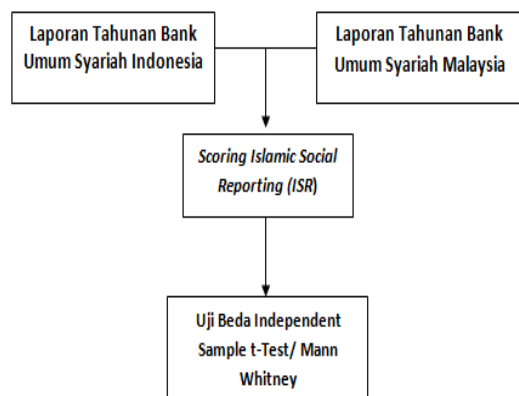 Laporan Tahunan Bank
Umum Syariah Indonesia
Laporan Tahunan Bank
Umum Syariah Malaysia
Scoring Islamic Social
Reporting (ISR)
Uji Beda Independent
Sample t-Test/ Mann
Whitney